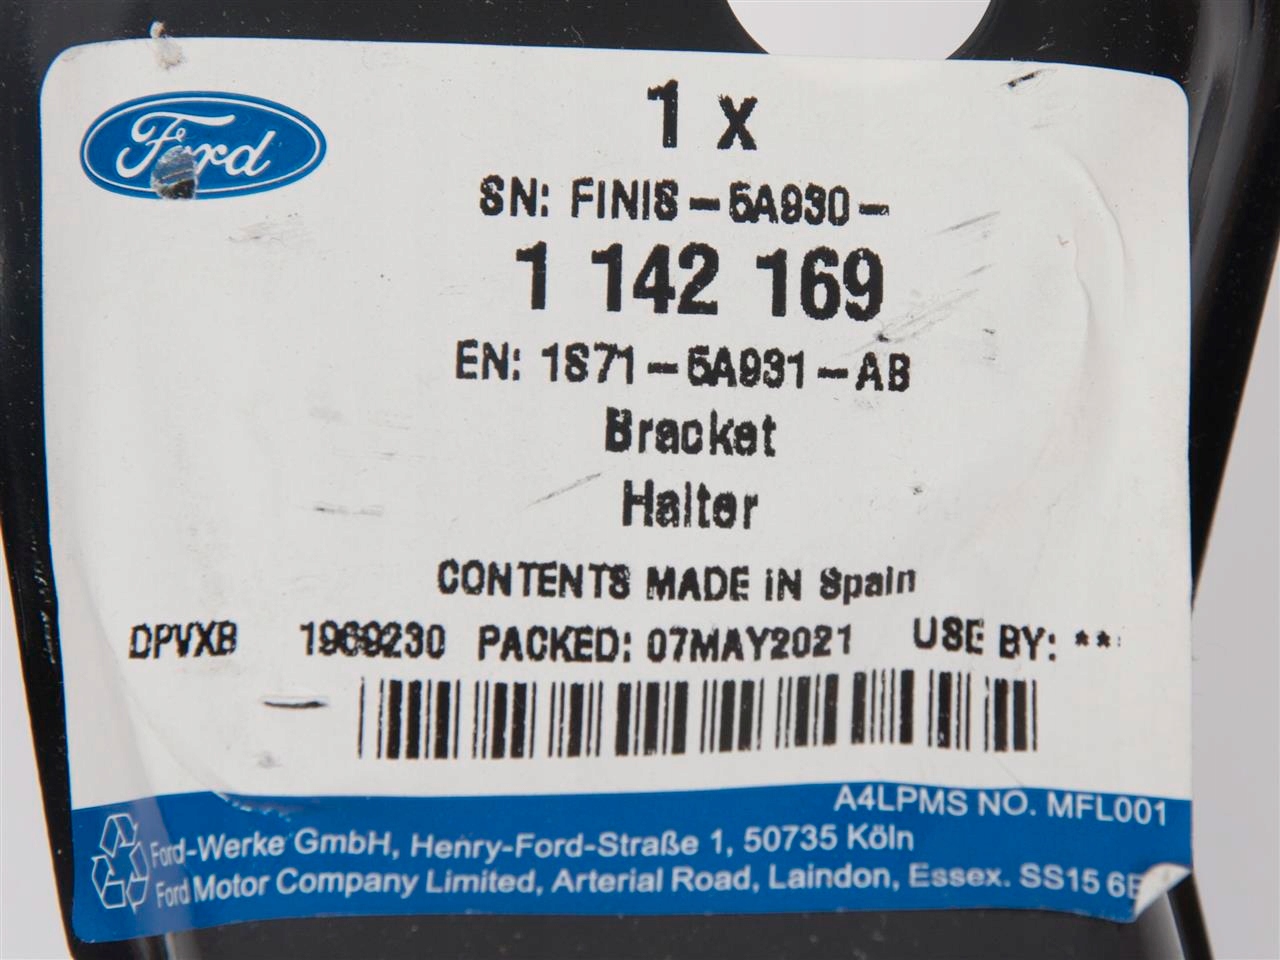 Ford
1 x
SN: FINIS-5A930-
1 142 169
EN: 1S71-5A931-AB
Bracket
Halter
CONTENTS MADE IN Spain
DPVXB 1969230 PACKED: 07MAY2021 USE BY: **
A4LPMS NO. MFL001
Ford-Werke GmbH, Henry-Ford-Straße 1, 50735 Köln
Ford Motor Company Limited, Arterial Road, Laindon, Essex. SS15